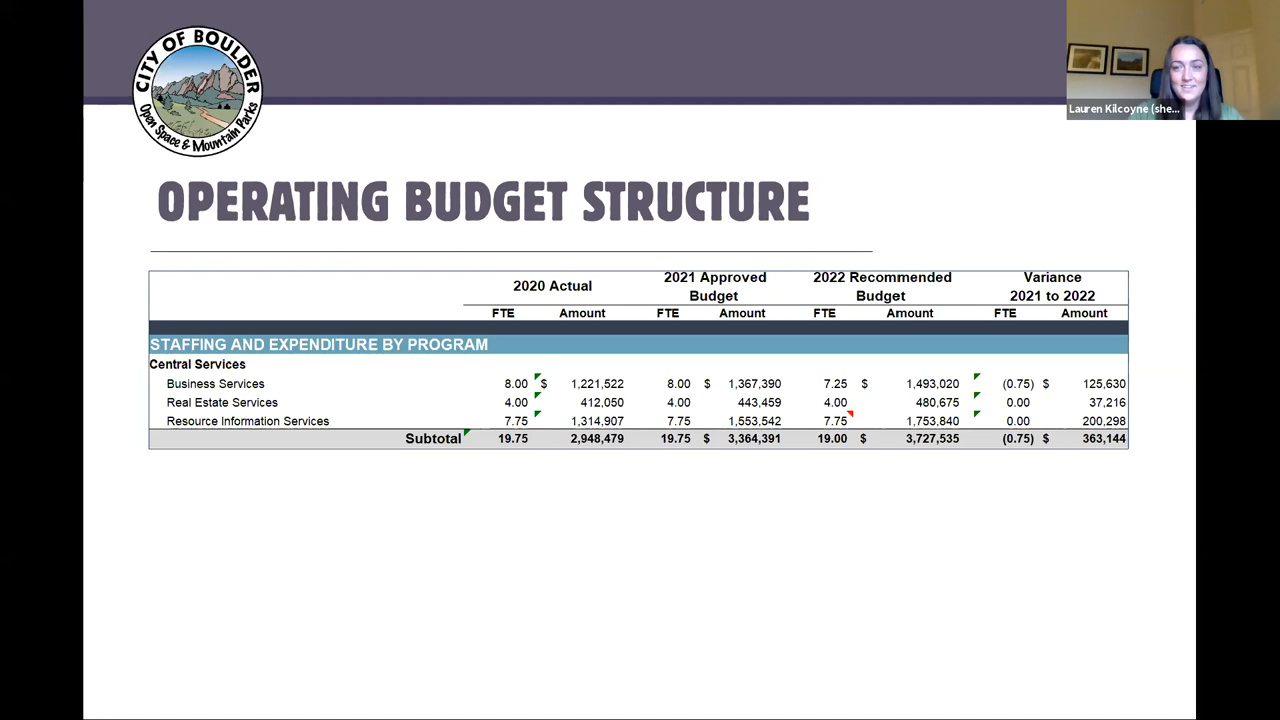 CITY OF BOULDER
Open Space & Mountain Parks
Lauren Kilcoyne (she...
OPERATING BUDGET STRUCTURE
2020 Actual 2021 Approved Budget 2022 Recommended Budget Variance 2021 to 2022
FTE Amount FTE Amount FTE Amount FTE Amount
STAFFING AND EXPENDITURE BY PROGRAM
Central Services
Business Services 8.00 $ 1,221,522 8.00 $ 1,367,390 7.25 $ 1,493,020 (0.75) $ 125,630
Real Estate Services 4.00 412,050 4.00 443,459 4.00 480,675 0.00 37,216
Resource Information Services 7.75 1,314,907 7.75 1,553,542 7.75 1,753,840 0.00 200,298
Subtotal 19.75 2,948,479 19.75 $ 3,364,391 19.00 $ 3,727,535 (0.75) $ 363,144